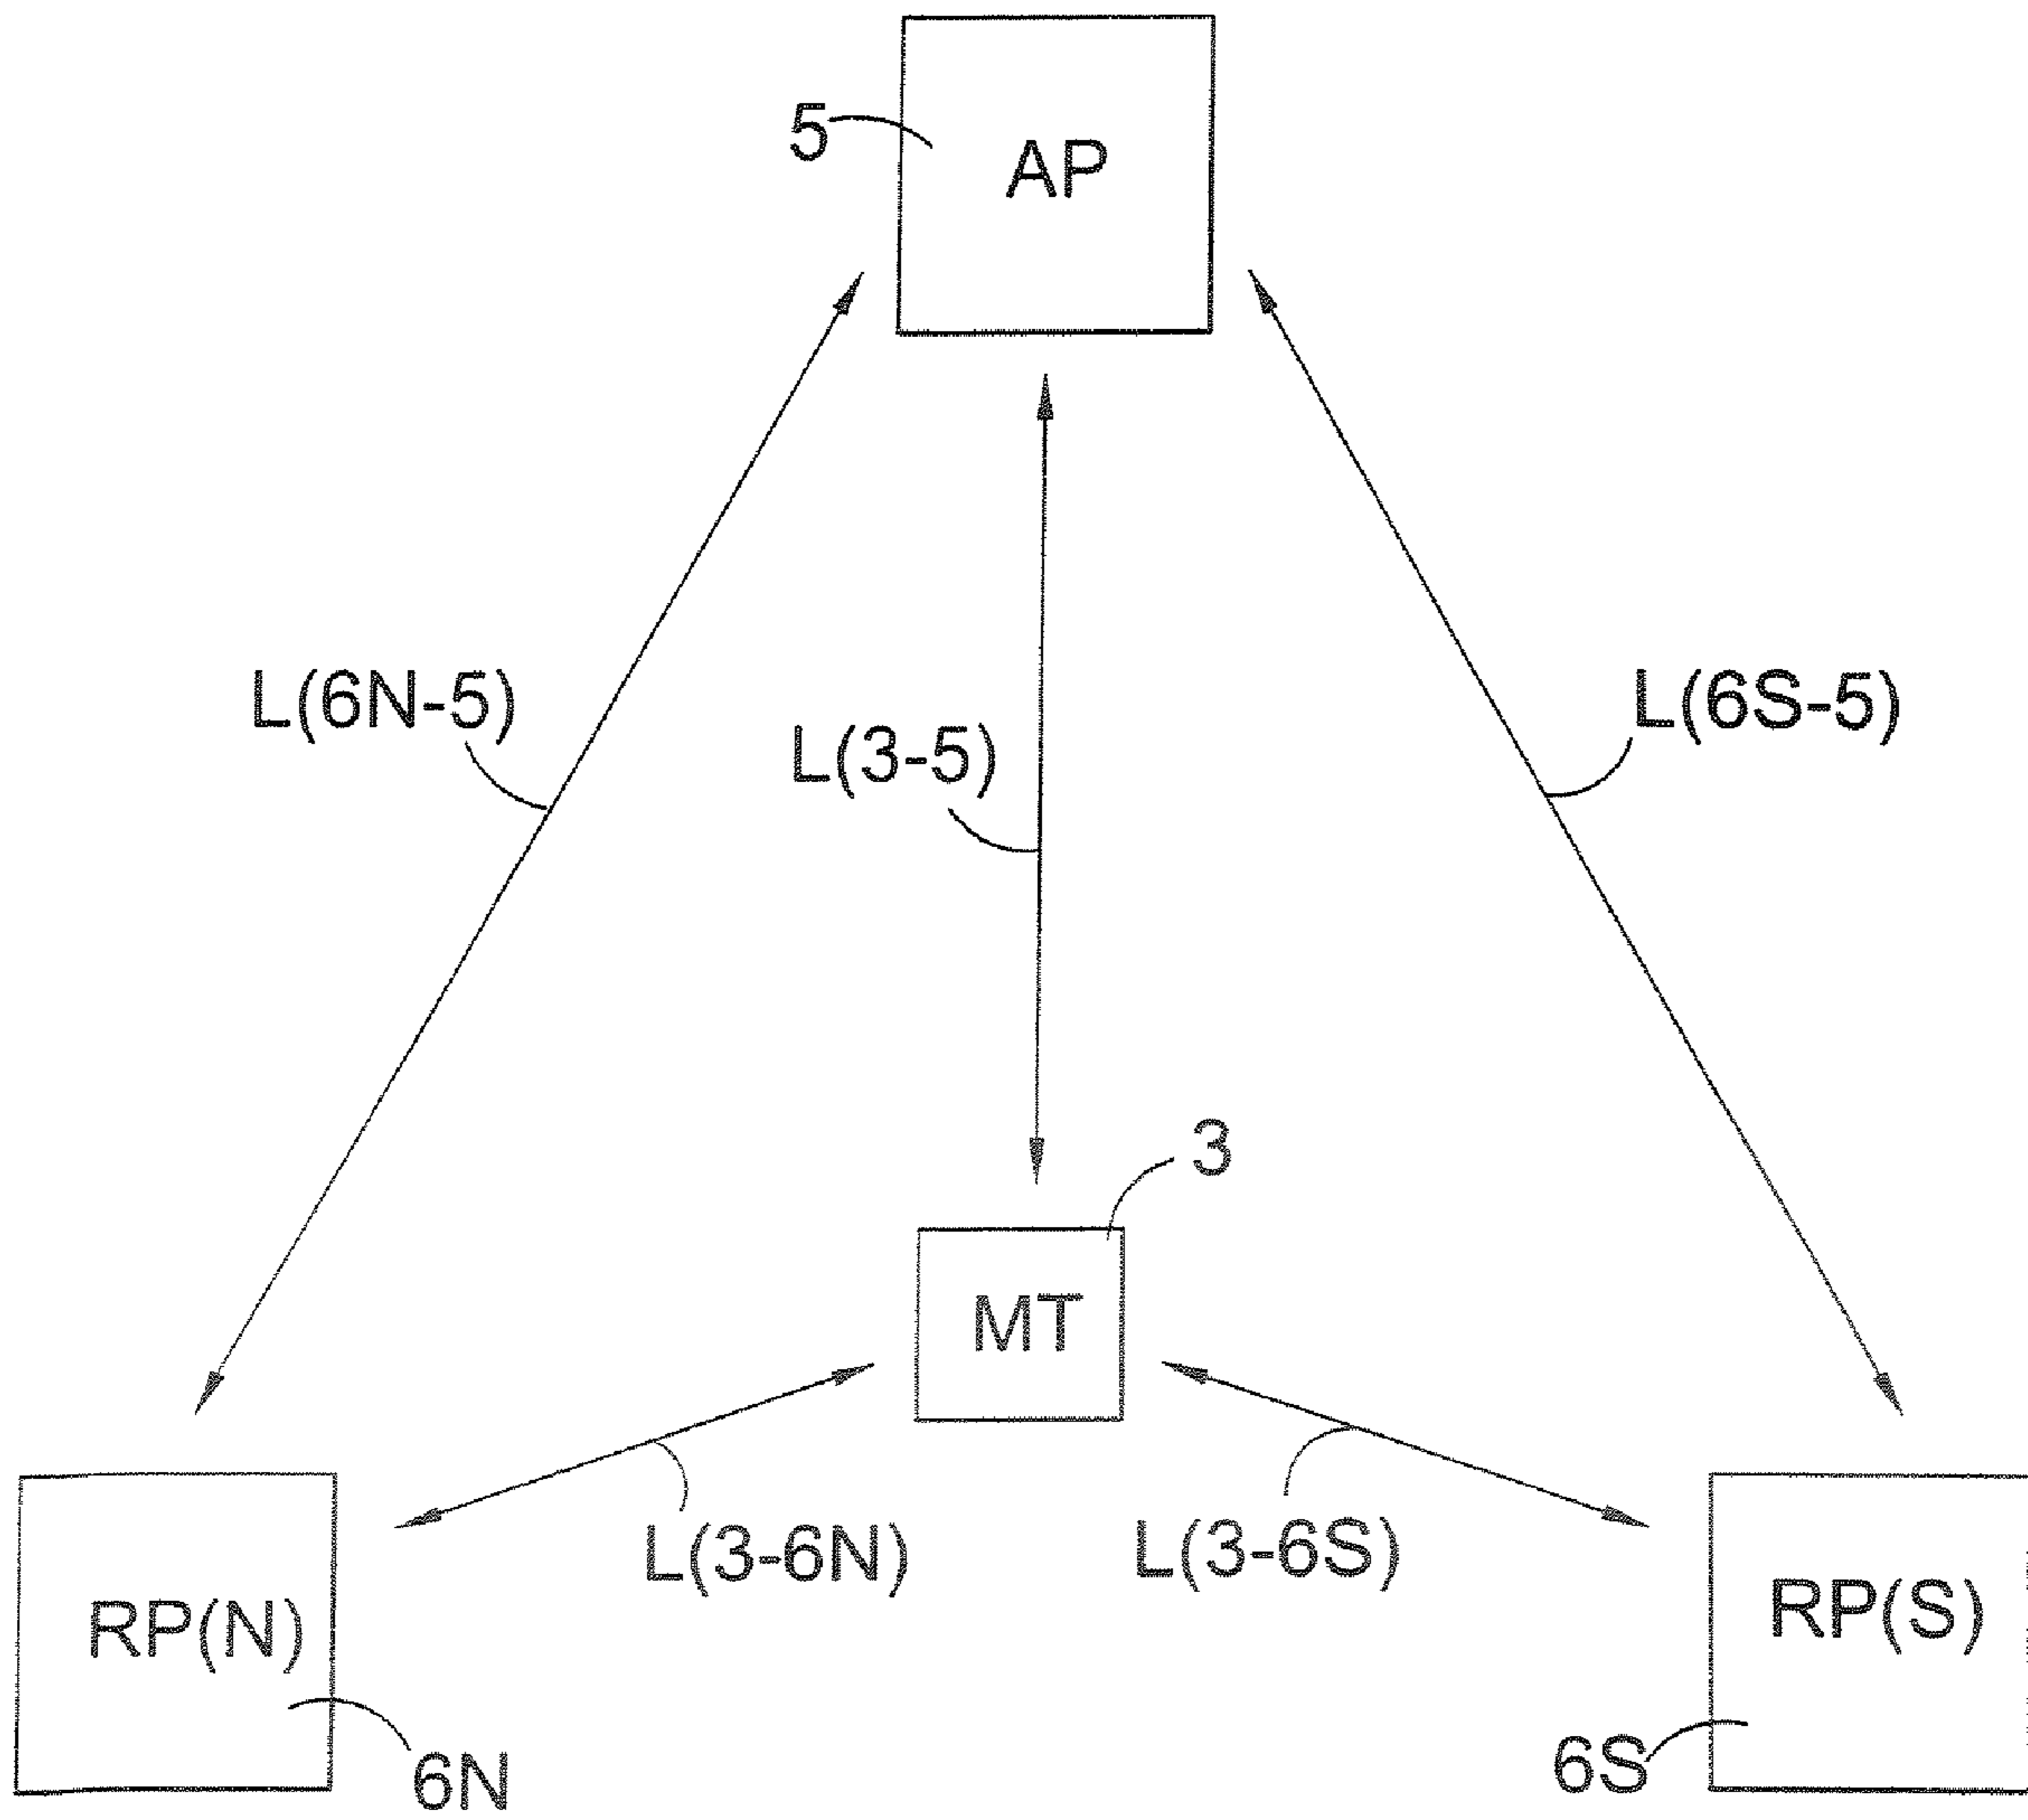 5
AP
L(6N-5)
L(3-5)
L(6S-5)
3
MT
L(3-6N)
L(3-6S)
RP(N)
RP(S)
6N
6S